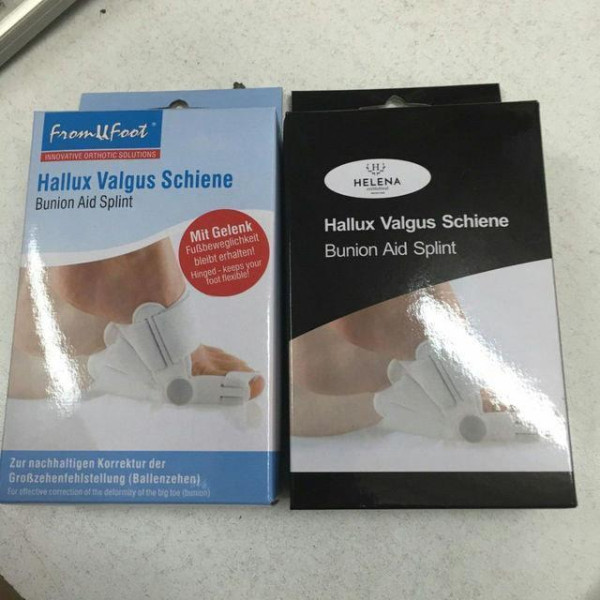 FromUFoot®
INNOVATIVE ORTHOTIC SOLUTIONS
Hallux Valgus Schiene
Bunion Aid Splint
Mit Gelenk
Fußbeweglichkeit
bleibt erhalten!
Hinged - keeps your
foot flexible!
Zur nachhaltigen Korrektur der
Großzehenfehlstellung (Ballenzehen)
For effective correction of the deformity of the big toe (bunion)
H
HELENA
Hallux Valgus Schiene
Bunion Aid Splint